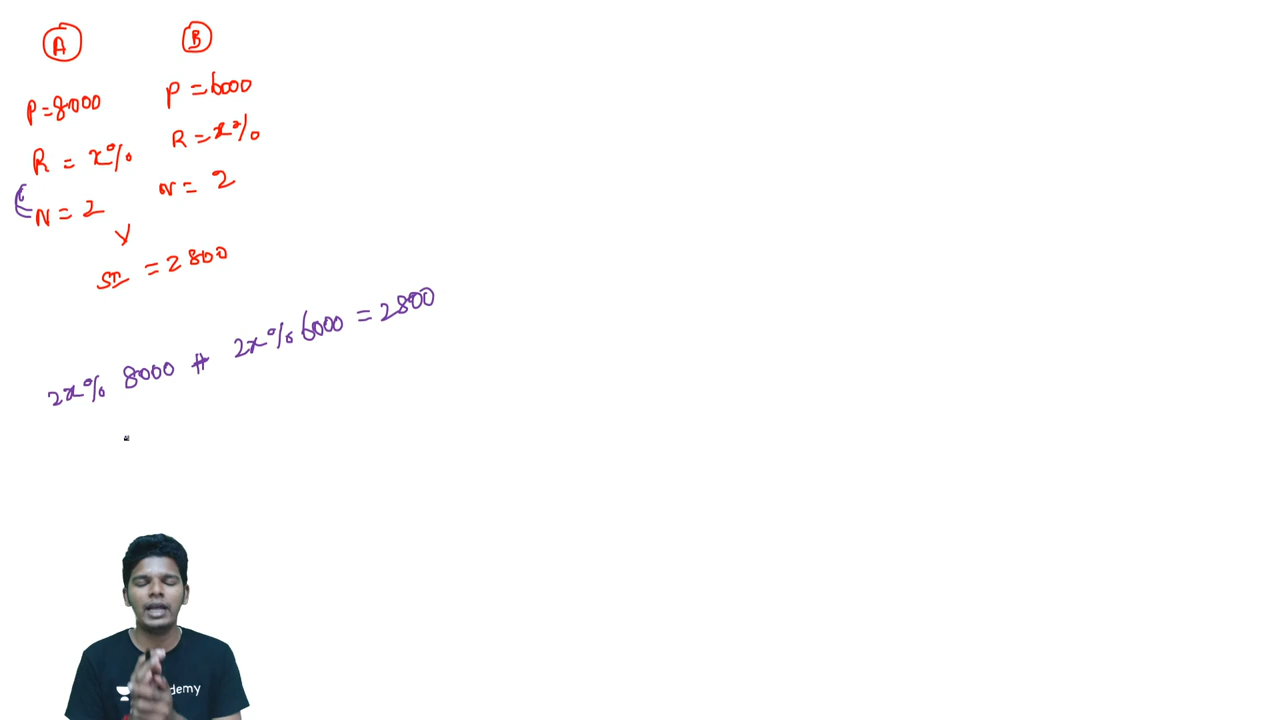 A B
P=8000 P=6000
R = x% R = x%
N = 2 N = 2
SI = 2800
2x% 8000 + 2x% 6000 = 2800
demy